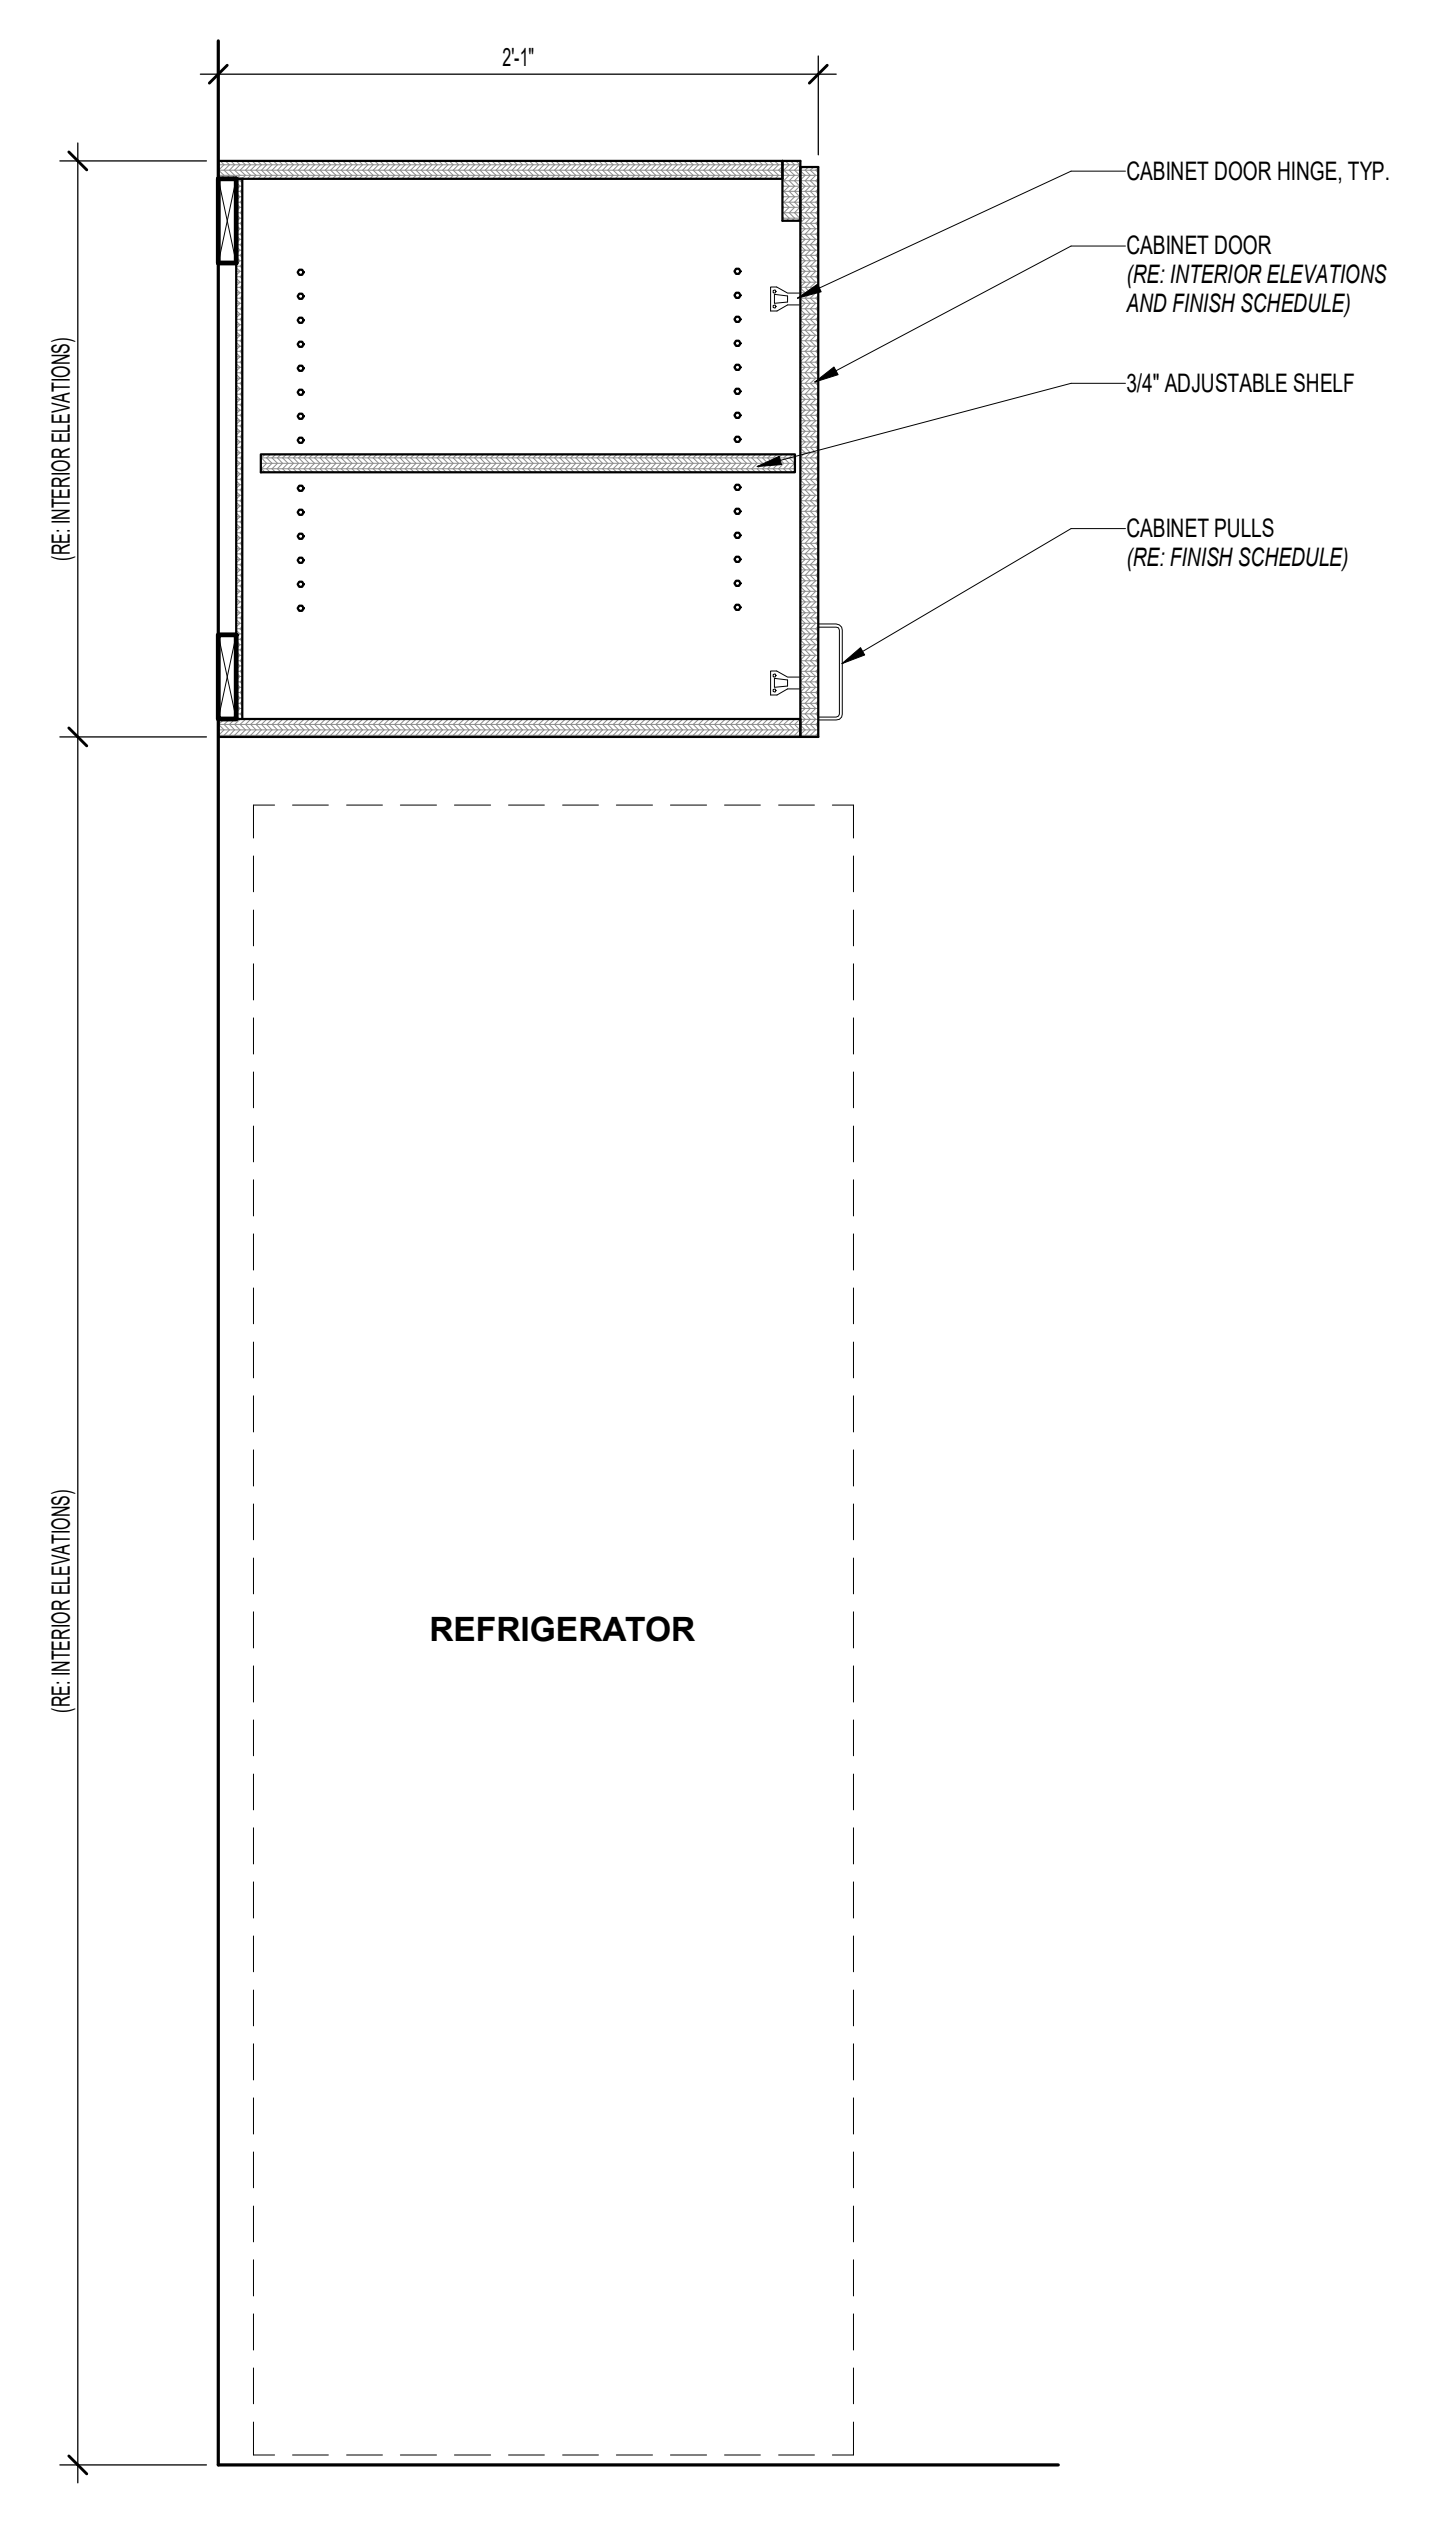 2'-1"
CABINET DOOR HINGE, TYP.
CABINET DOOR
(RE: INTERIOR ELEVATIONS
AND FINISH SCHEDULE)
3/4" ADJUSTABLE SHELF
(RE: INTERIOR ELEVATIONS)
CABINET PULLS
(RE: FINISH SCHEDULE)
(RE: INTERIOR ELEVATIONS)
REFRIGERATOR